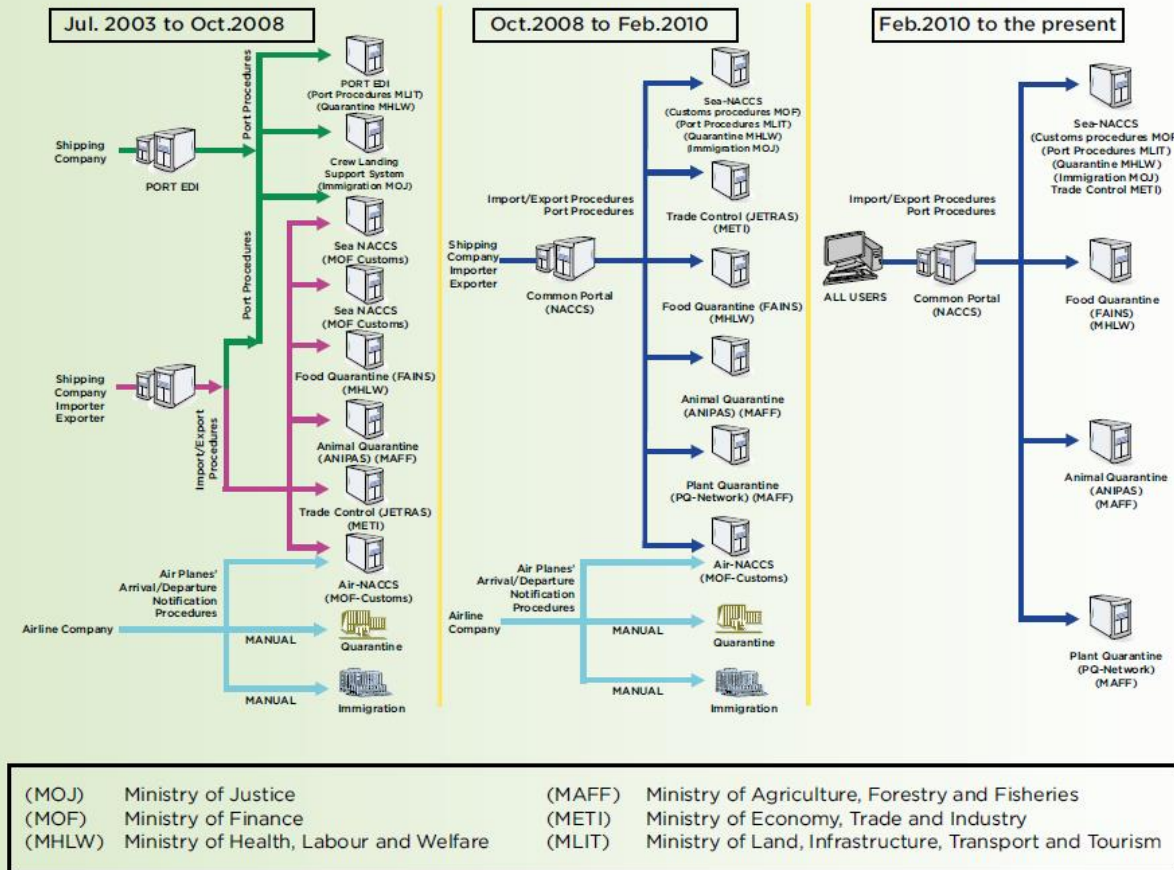 Jul. 2003 to Oct.2008
Port Procedures
PORT EDI
(Port Procedures MLIT)
(Quarantine MHLW)
Shipping
Company
PORT EDI
Crew Landing
Support System
(Immigration MOJ)
Port Procedures
Sea NACCS
(MOF Customs)
Sea NACCS
(MOF Customs)
Shipping
Company
Importer
Exporter
Food Quarantine (FAINS)
(MHLW)
Import/Export
Procedures
Animal Quarantine
(ANIPAS) (MAFF)
Trade Control (JETRAS)
(METI)
Air Planes'
Arrival/Departure
Notification
Procedures
Air-NACCS
(MOF-Customs)
Airline Company
MANUAL
Quarantine
MANUAL
Immigration
Oct.2008 to Feb.2010
Sea-NACCS
(Customs procedures MOF)
(Port Procedures MLIT)
(Quarantine MHLW)
(Immigration MOJ)
Import/Export Procedures
Port Procedures
Trade Control (JETRAS)
(METI)
Shipping
Company
Importer
Exporter
Common Portal
(NACCS)
Food Quarantine (FAINS)
(MHLW)
Animal Quarantine
(ANIPAS) (MAFF)
Plant Quarantine
(PQ-Network) (MAFF)
Air Planes'
Arrival/Departure
Notification
Procedures
Air-NACCS
(MOF-Customs)
Airline
Company
MANUAL
Quarantine
MANUAL
Immigration
Feb.2010 to the present
Sea-NACCS
(Customs procedures MOF
(Port Procedures MLIT)
(Quarantine MHLW)
(Immigration MOJ)
Trade Control METI)
Import/Export Procedures
Port Procedures
ALL USERS
Common Portal
(NACCS)
Food Quarantine
(FAINS)
(MHLW)
Animal Quarantine
(ANIPAS)
(MAFF)
Plant Quarantine
(PQ-Network)
(MAFF)
(MOJ) Ministry of Justice
(MOF) Ministry of Finance
(MHLW) Ministry of Health, Labour and Welfare
(MAFF) Ministry of Agriculture, Forestry and Fisheries
(METI) Ministry of Economy, Trade and Industry
(MLIT) Ministry of Land, Infrastructure, Transport and Tourism